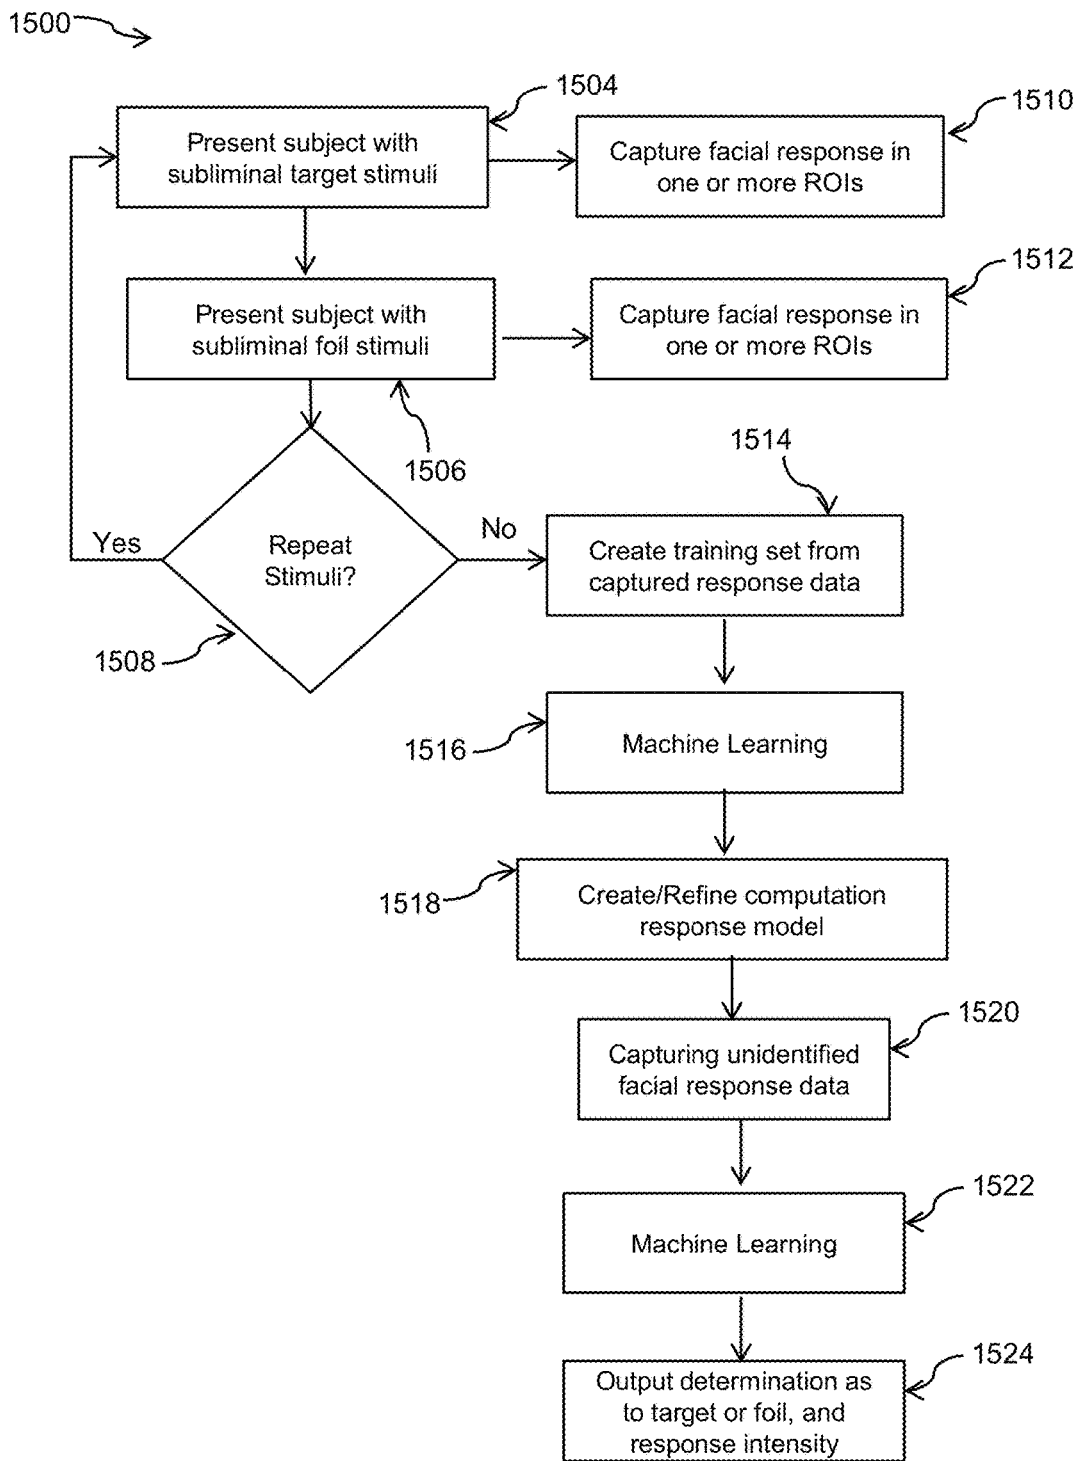 1500
1504
Present subject with
subliminal target stimuli
1510
Capture facial response in
one or more ROIs
1512
Present subject with
subliminal foil stimuli
Capture facial response in
one or more ROIs
1506
1514
Yes
Repeat
Stimuli?
No
Create training set from
captured response data
1508
1516
Machine Learning
1518
Create/Refine computation
response model
1520
Capturing unidentified
facial response data
1522
Machine Learning
1524
Output determination as
to target or foil, and
response intensity